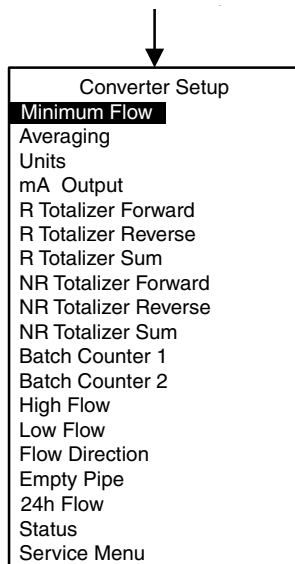 Converter Setup
Minimum Flow
Averaging
Units
mA Output
R Totalizer Forward
R Totalizer Reverse
R Totalizer Sum
NR Totalizer Forward
NR Totalizer Reverse
NR Totalizer Sum
Batch Counter 1
Batch Counter 2
High Flow
Low Flow
Flow Direction
Empty Pipe
24h Flow
Status
Service Menu